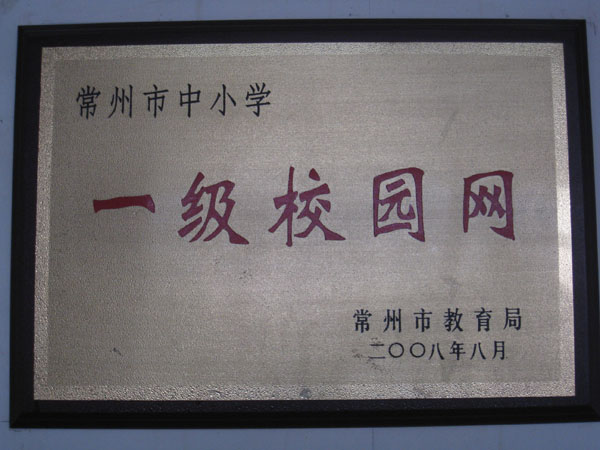 常州市中小学
一级校园网
常州市教育局
二〇〇八年八月